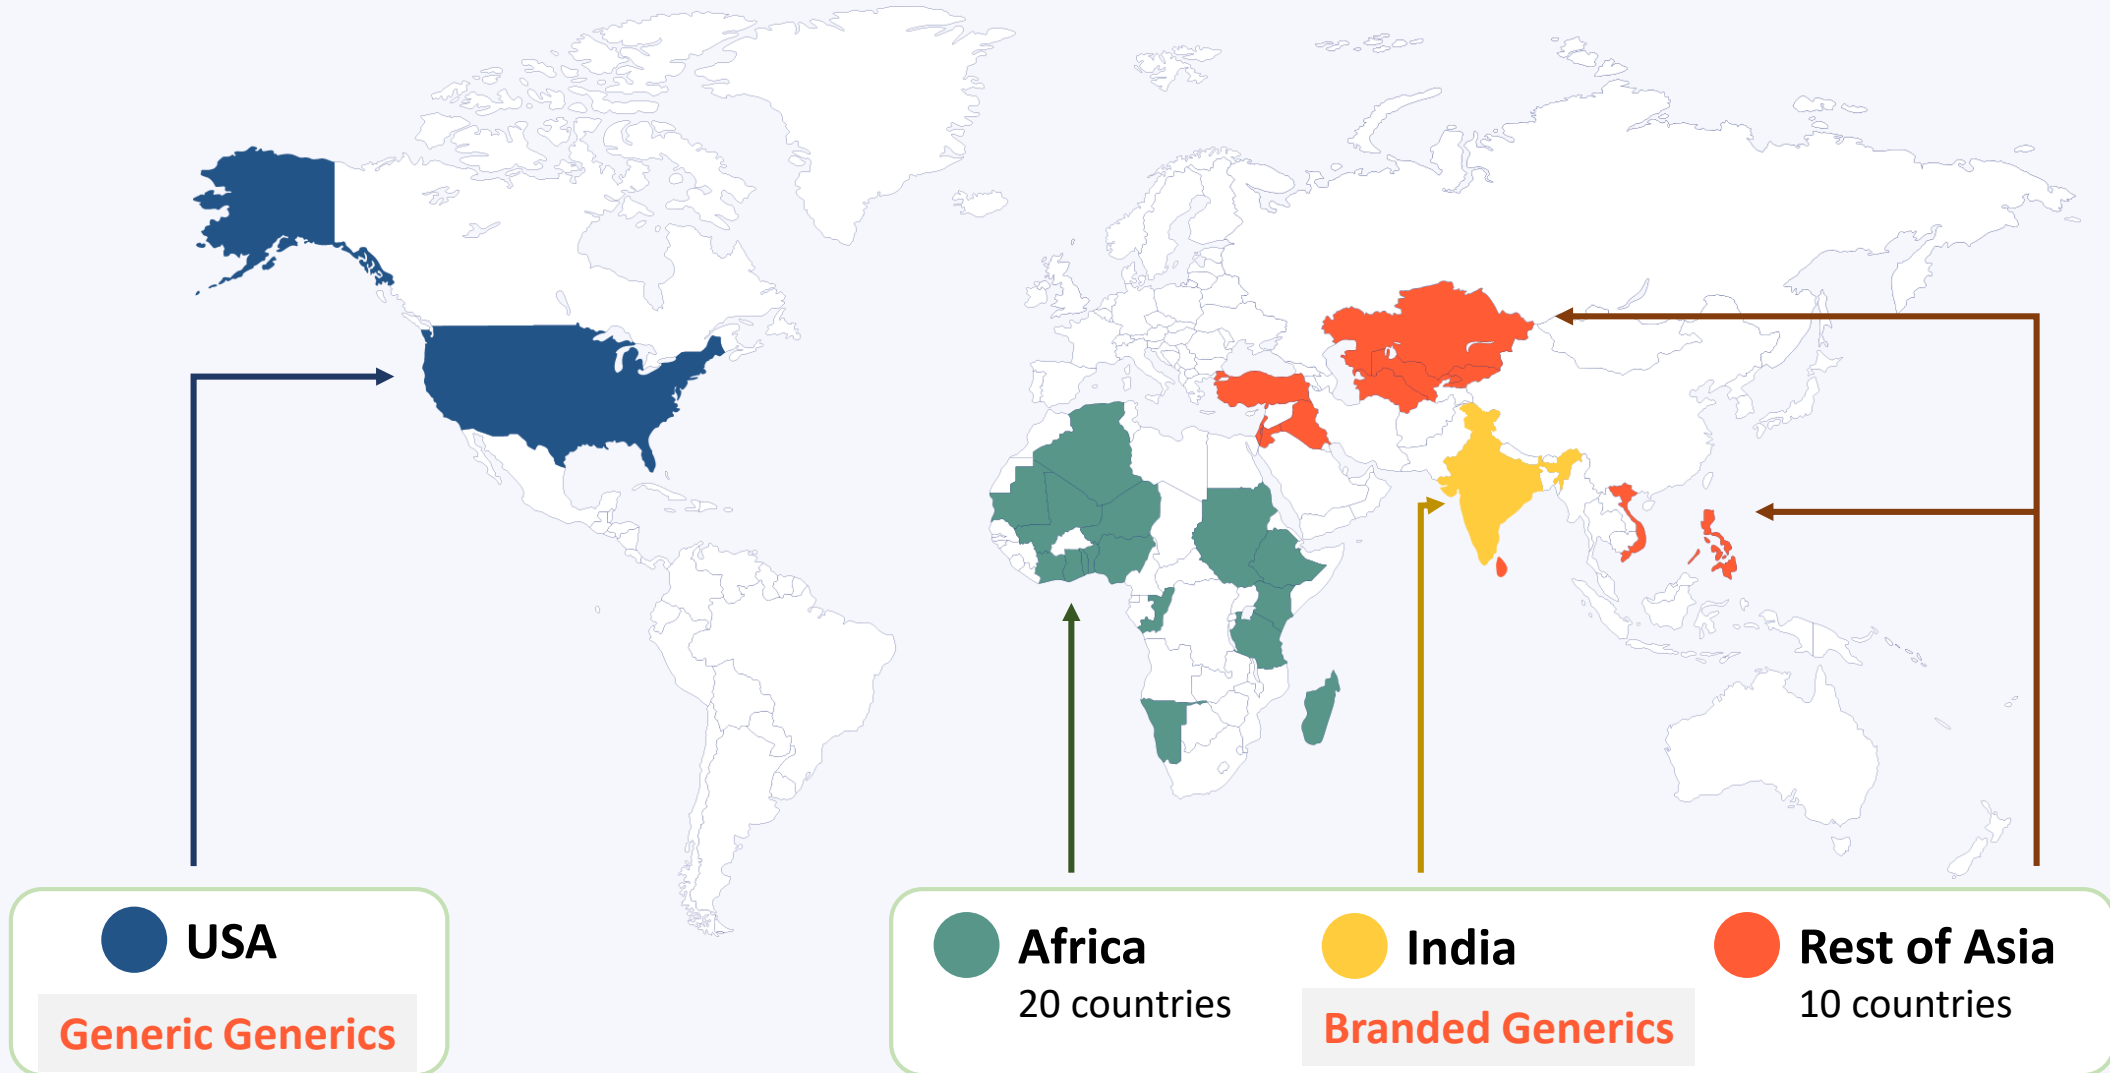 USA
Generic Generics
Africa
20 countries
India
Branded Generics
Rest of Asia
10 countries